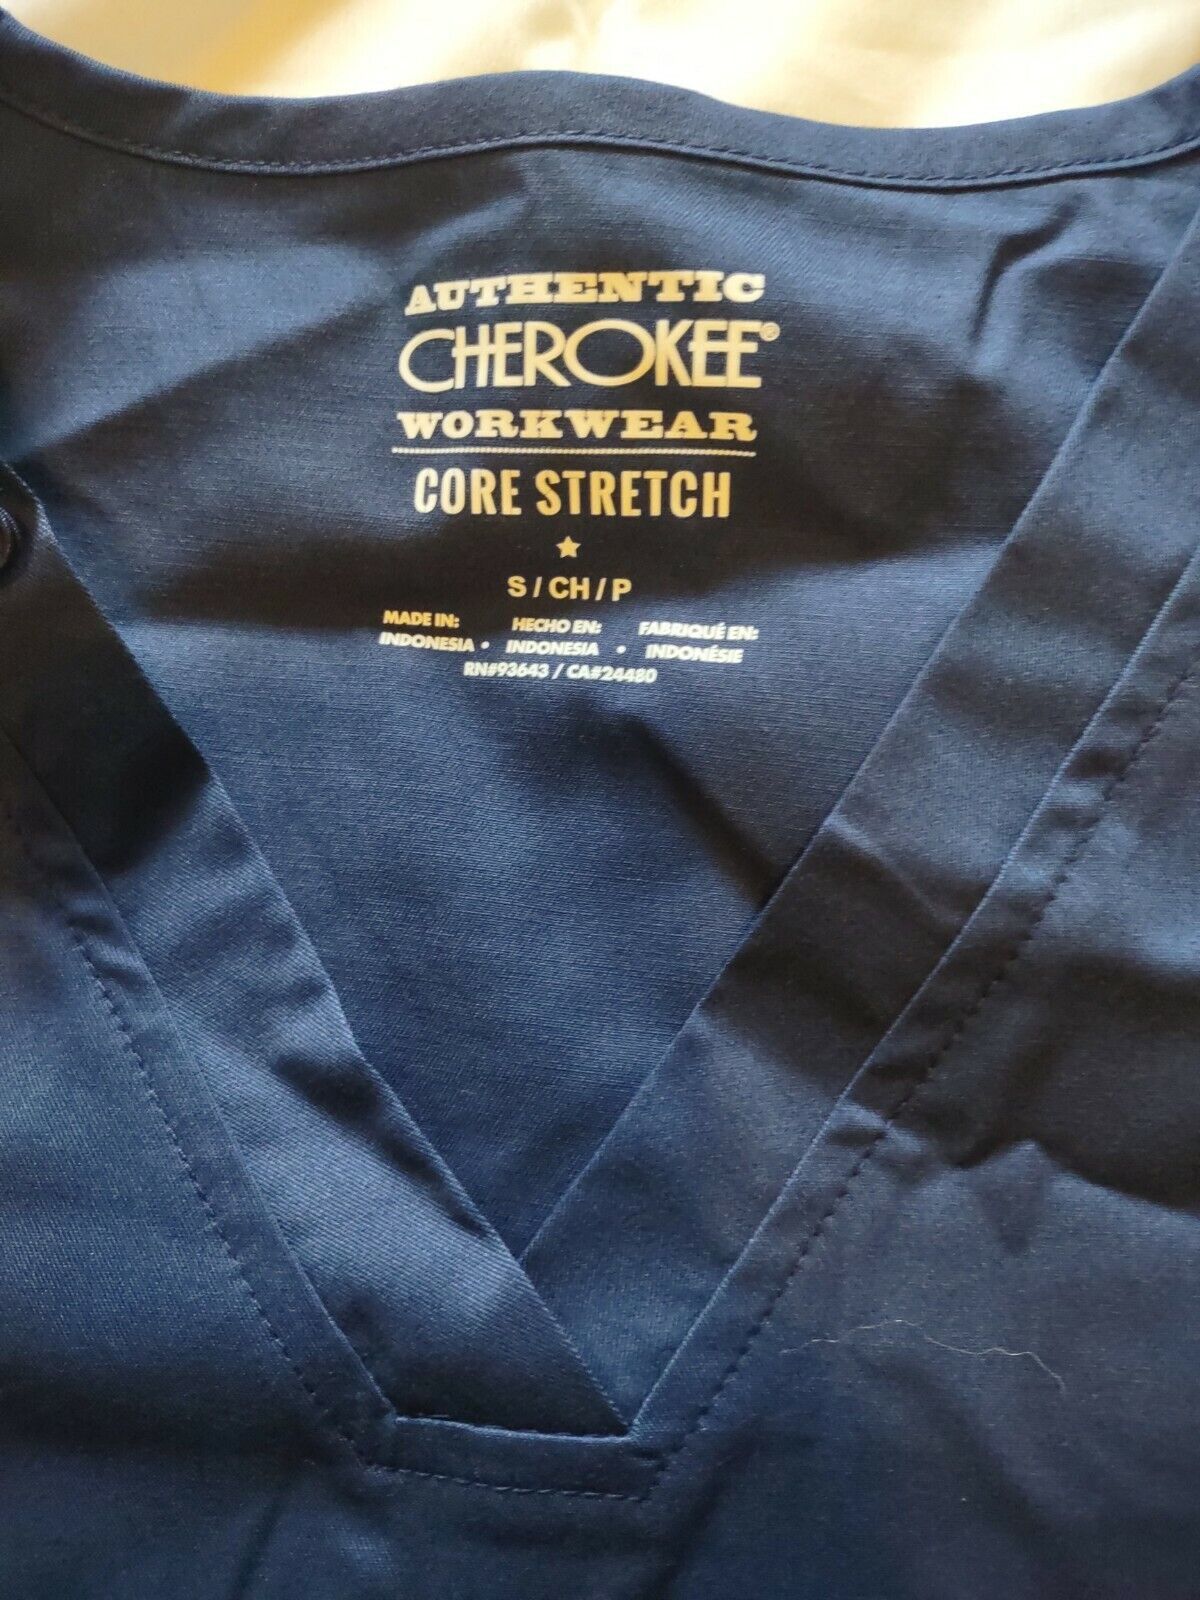 AUTHENTIC
CHEROKEE®
WORKWEAR
CORE STRETCH
S / CH / P
MADE IN: HECHO EN: FABRIQUÉ EN:
INDONESIA • INDONESIA • INDONÉSIE
RN#93643 / CA#24480